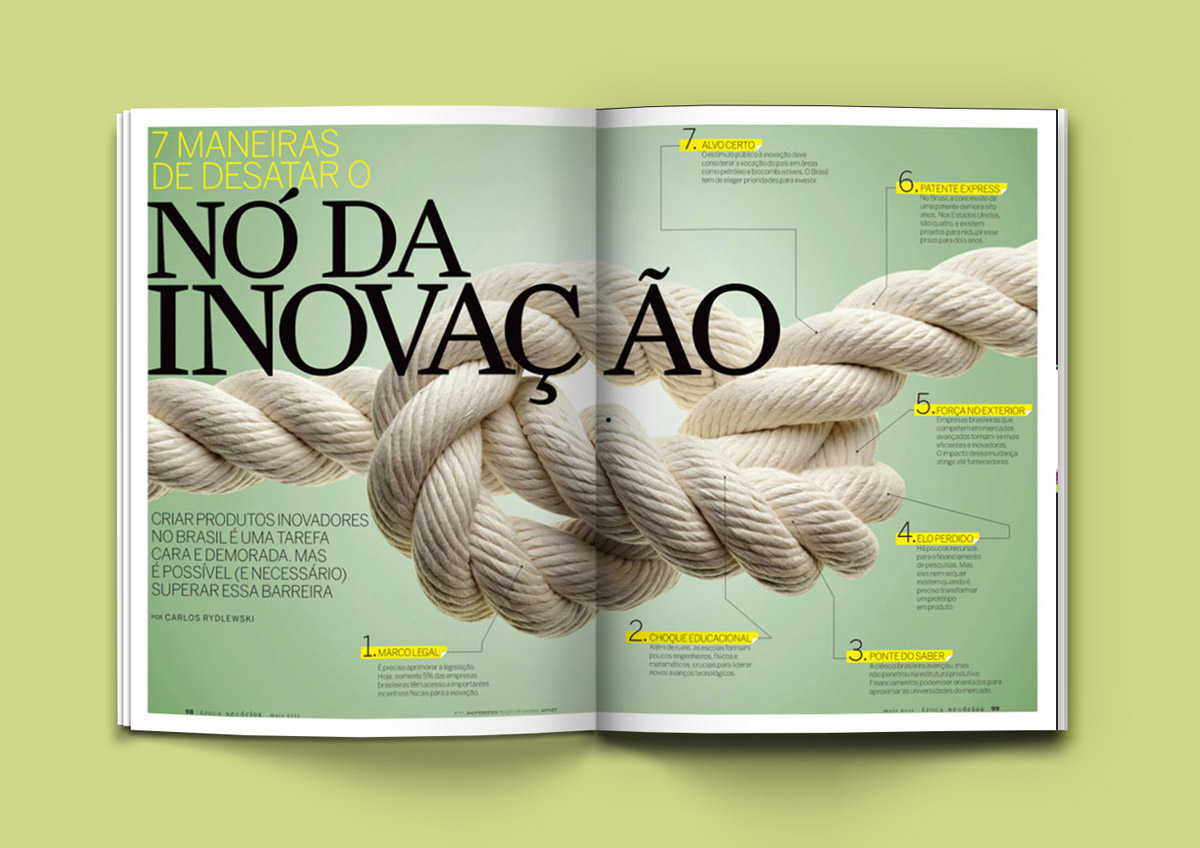 7 MANEIRAS
DE DESATAR O
NÓ DA
INOVAÇÃO
CRIAR PRODUTOS INOVADORES
NO BRASIL É UMA TAREFA
CARA E DEMORADA. MAS
É POSSÍVEL (E NECESSÁRIO)
SUPERAR ESSA BARREIRA
POR CARLOS RYDLEWSKI
1. MARCO LEGAL
É preciso aprimorar a legislação.
Hoje, somente 5% das empresas
brasileiras têm acesso a importantes
incentivos fiscais para a inovação.
2. CHOQUE EDUCACIONAL
Além de ruins, as escolas formam
poucos engenheiros, físicos e
matemáticos, cruciais para liderar
novos avanços tecnológicos.
3. PONTE DO SABER
A ciência brasileira avançou, mas
não penetrou na estrutura produtiva.
Financiamentos podem ser orientados para
aproximar as universidades do mercado.
4. ELO PERDIDO
Há poucos recursos
para o financiamento
de pesquisas. Mas
eles nem sequer
existem quando é
preciso transformar
um protótipo
em produto.
5. FORÇA NO EXTERIOR
Empresas brasileiras que
competem em mercados
avançados tornam-se mais
eficientes e inovadoras.
O impacto dessa mudança
atinge até fornecedores.
6. PATENTE EXPRESS
No Brasil, a concessão de
uma patente demora oito
anos. Nos Estados Unidos,
são quatro, e existem
projetos para reduzir esse
prazo para dois anos.
7. ALVO CERTO
O estímulo público à inovação deve
considerar a vocação do país em áreas
como petróleo e biocombustíveis. O Brasil
tem de eleger prioridades para investir.
98 ÉPOCA NEGÓCIOS MAIO
MAIO ÉPOCA NEGÓCIOS 99